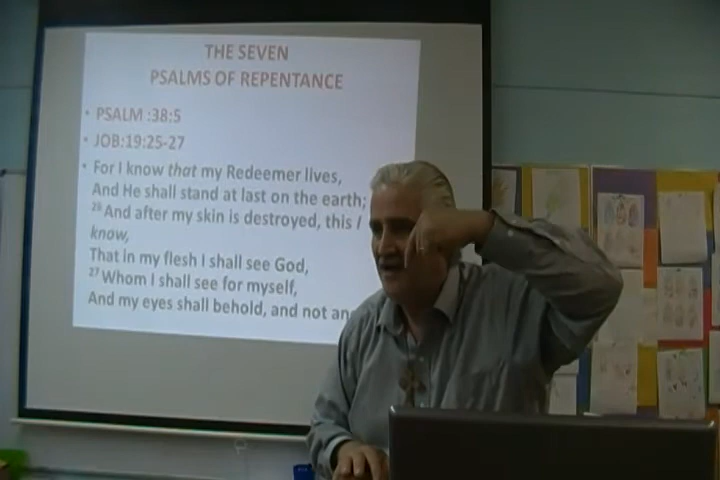 THE SEVEN
PSALMS OF REPENTANCE
• PSALM :38:5
• JOB:19:25-27
• For I know that my Redeemer lives,
And He shall stand at last on the earth;
26And after my skin is destroyed, this I
know,
That in my flesh I shall see God,
27 Whom I shall see for myself,
And my eyes shall behold, and not an